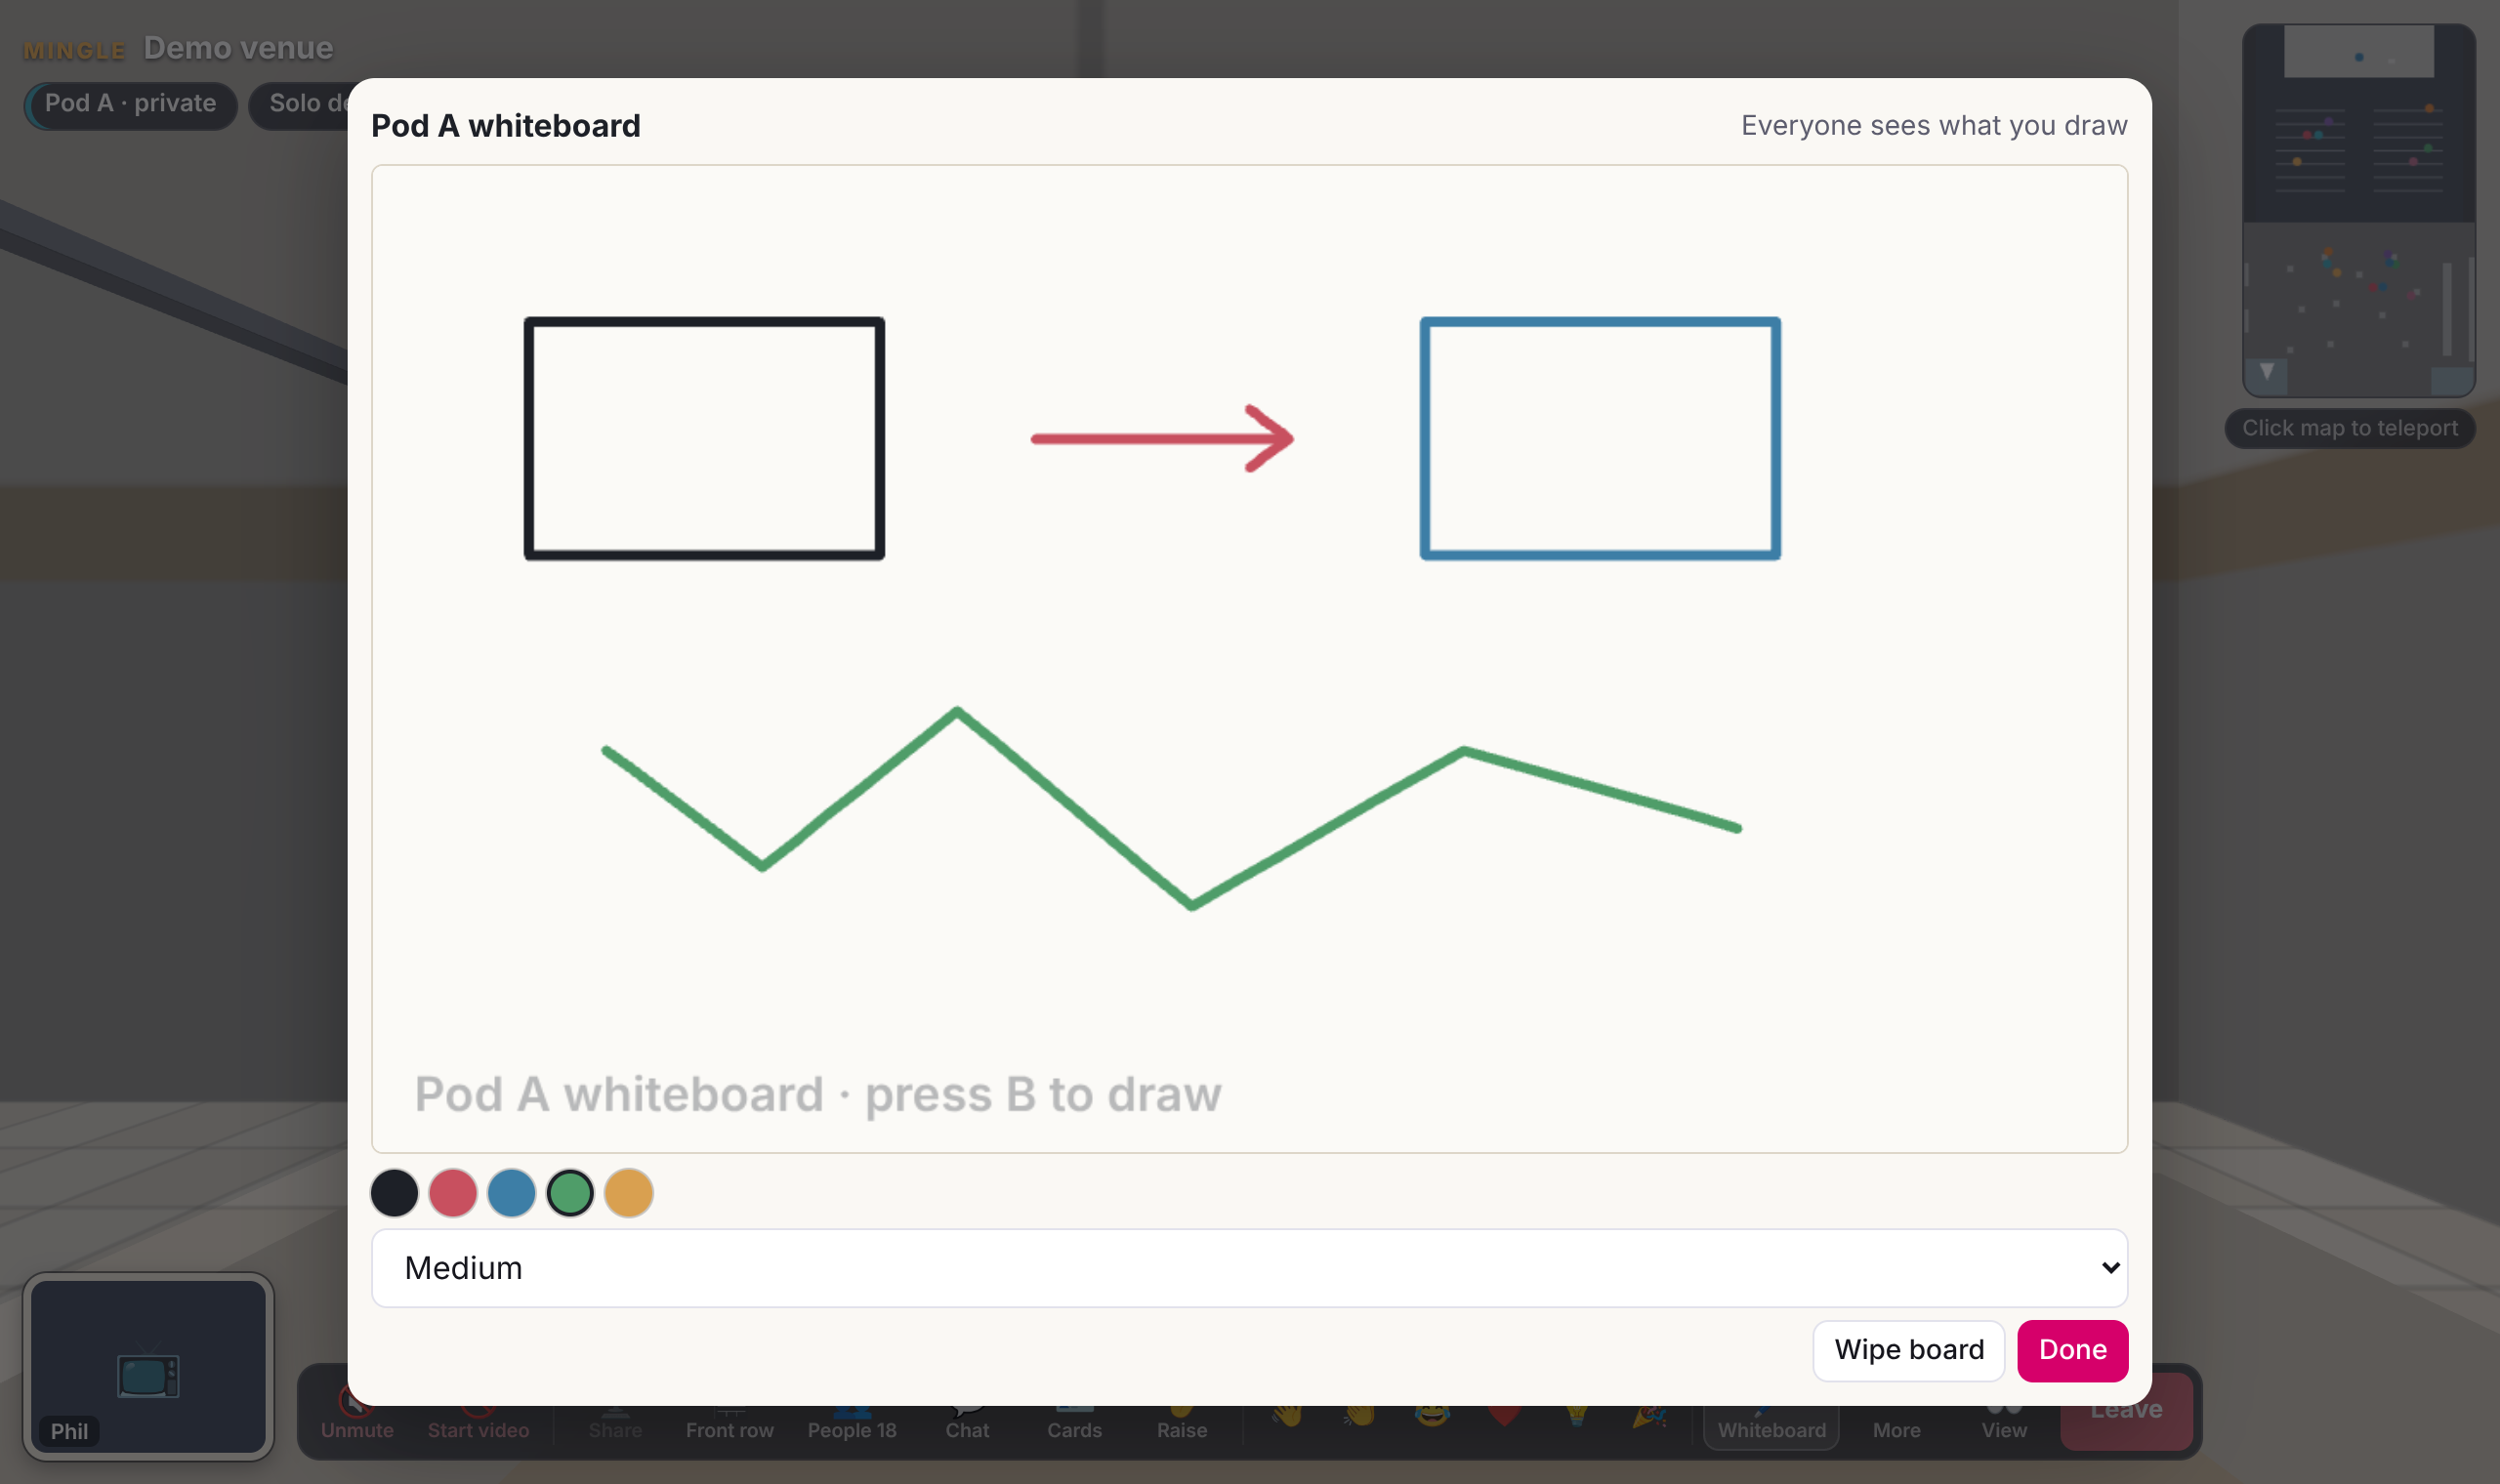 MINGLE Demo venue
Pod A · private
Solo de
Pod A whiteboard
Everyone sees what you draw
Click map to teleport
Pod A whiteboard · press B to draw
Medium
Wipe board
Done
Phil
Unmute
Start video
Share
Front row
People 18
Chat
Cards
Raise
Whiteboard
More
View
Leave